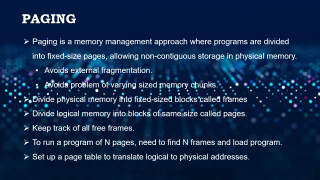 PAGING
➢ Paging is a memory management approach where programs are divided
into fixed-size pages, allowing non-contiguous storage in physical memory.
• Avoids external fragmentation.
• Avoids problem of varying sized memory chunks
➢ Divide physical memory into fixed-sized blocks called frames
➢ Divide logical memory into blocks of same size called pages.
➢ Keep track of all free frames.
➢ To run a program of N pages, need to find N frames and load program.
➢ Set up a page table to translate logical to physical addresses.